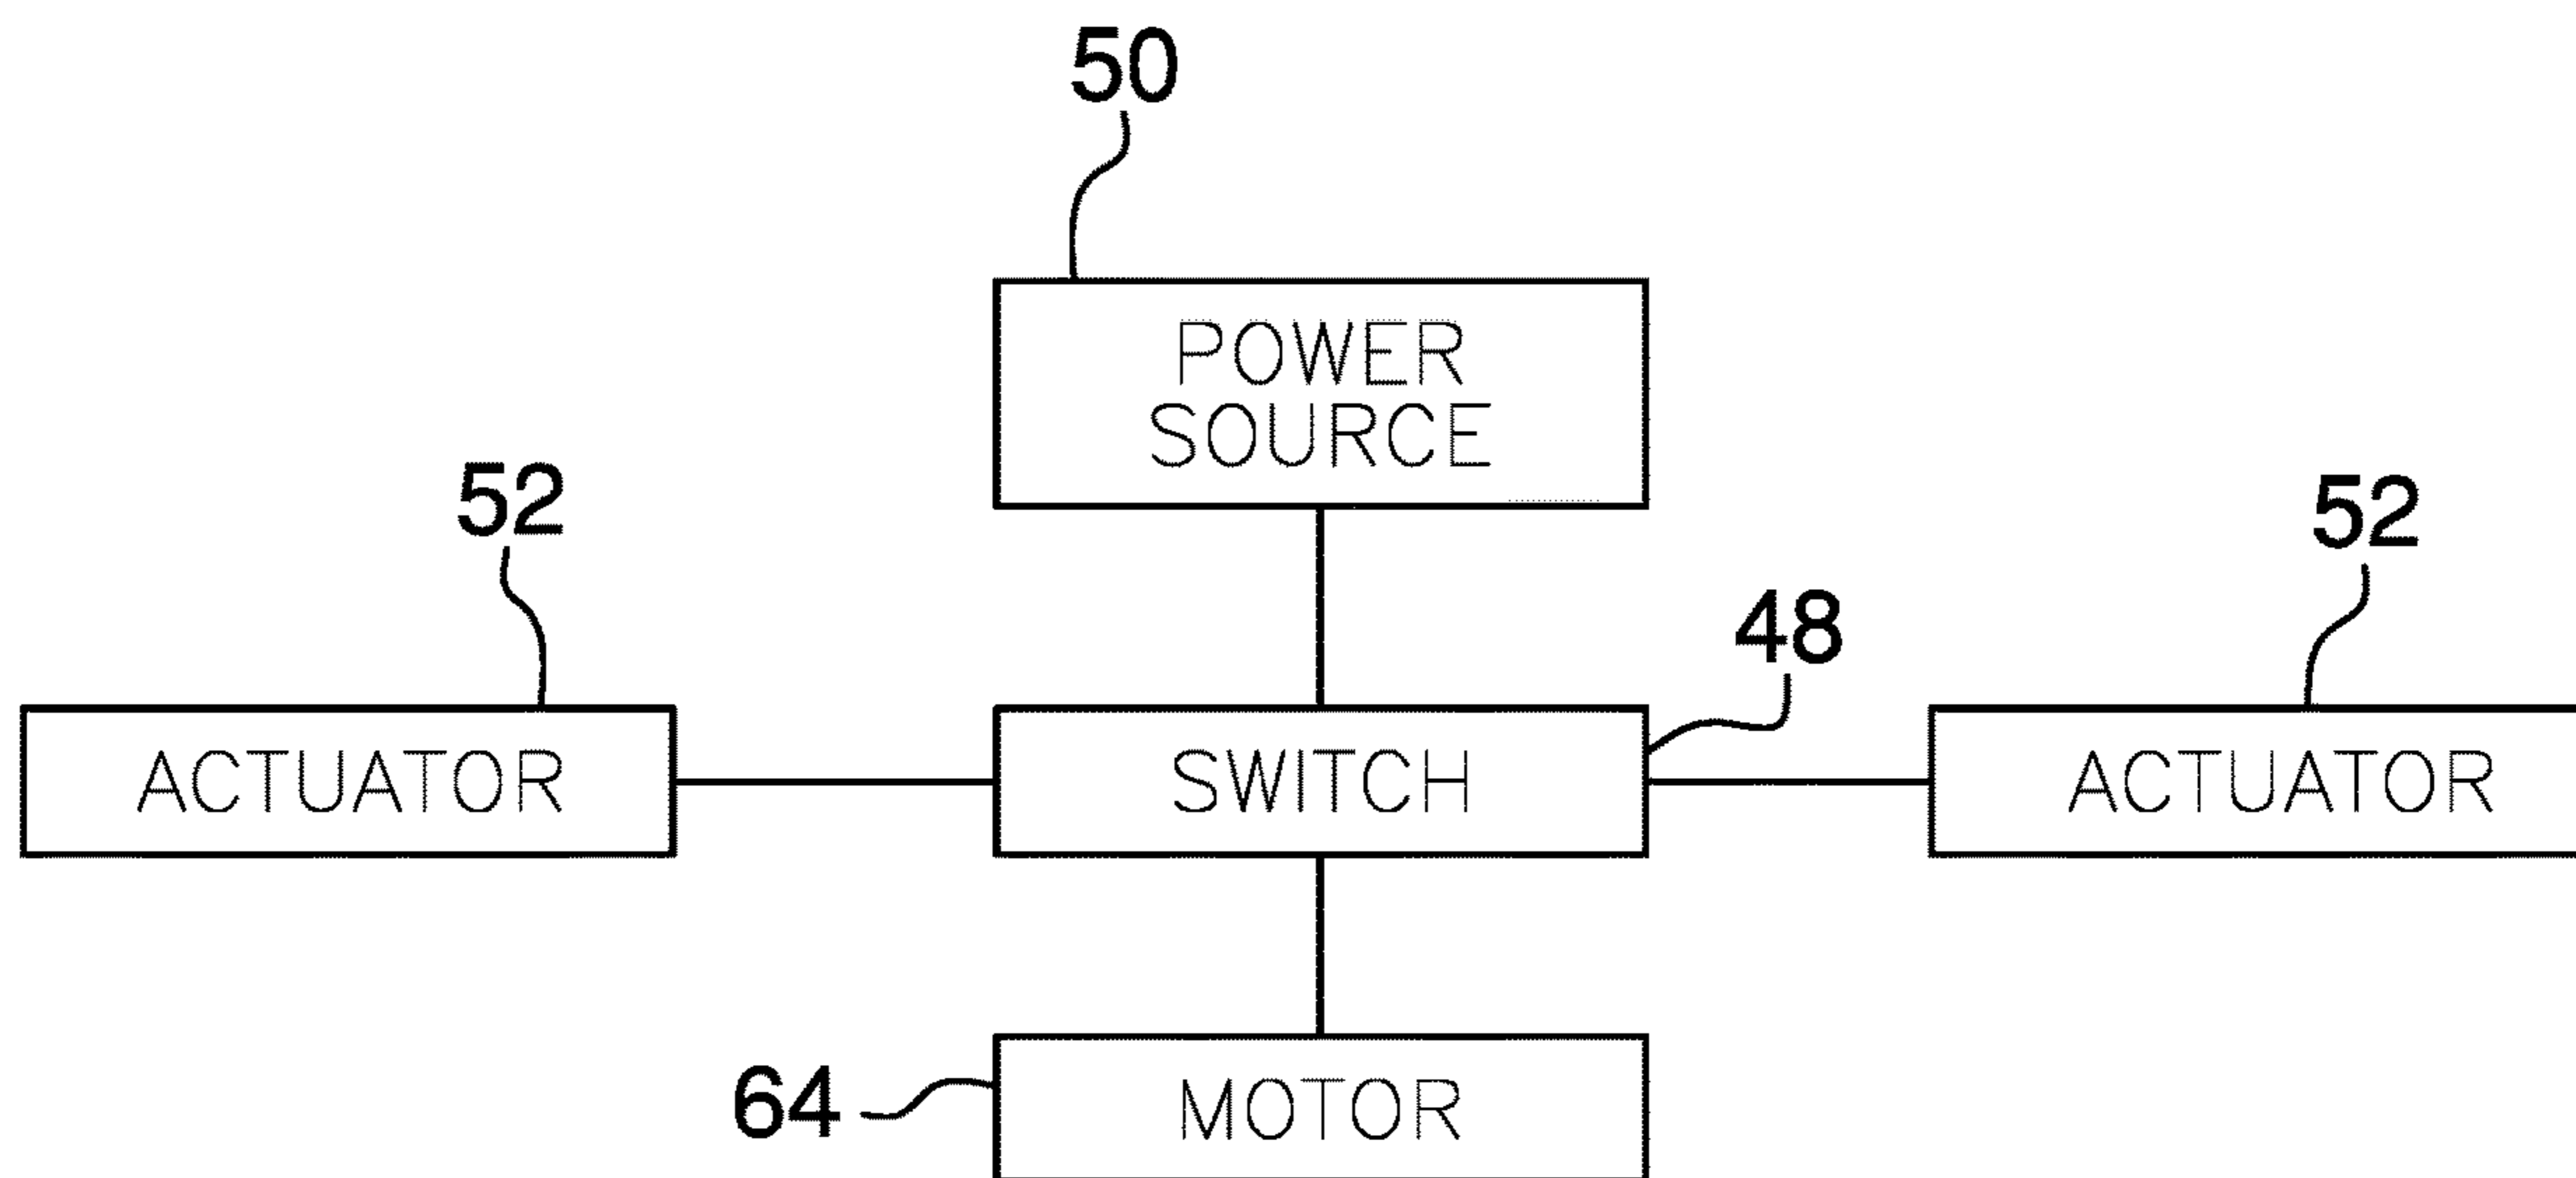 50
POWER
SOURCE
52
52
48
ACTUATOR
SWITCH
ACTUATOR
64
MOTOR